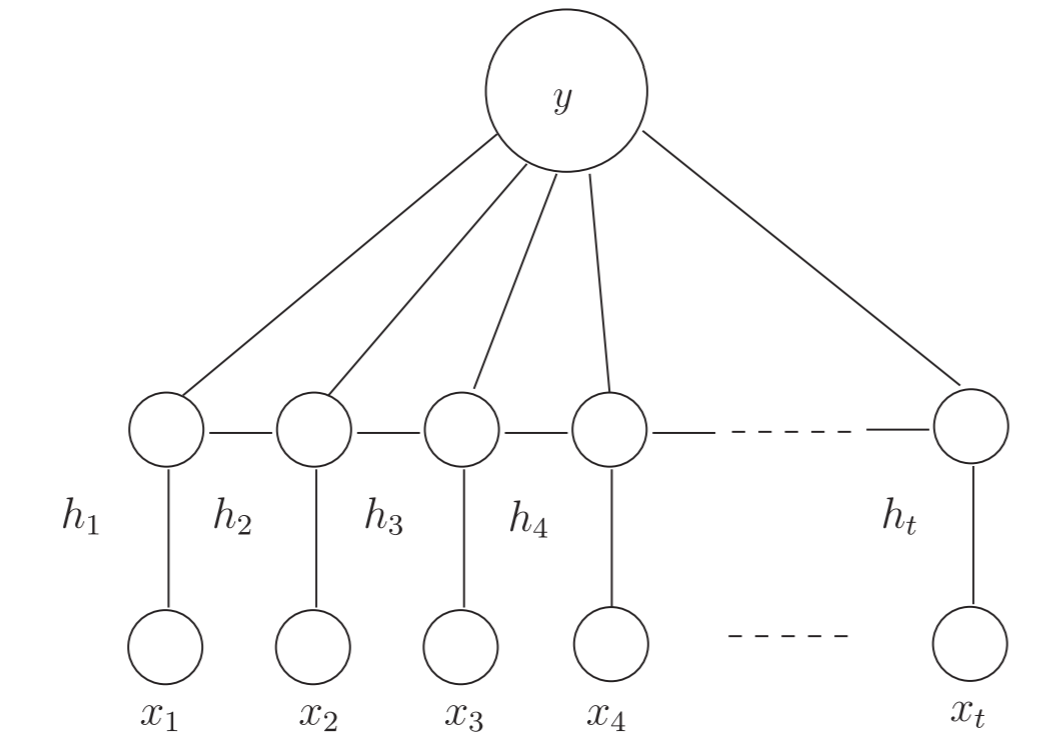 y
h₁ h₂ h₃ h₄ hₜ
x₁ x₂ x₃ x₄ xₜ